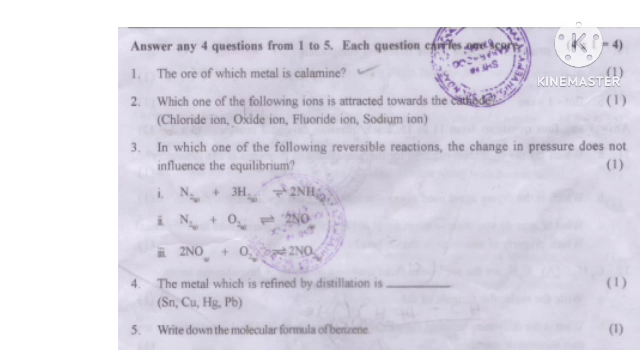 Answer any 4 questions from 1 to 5. Each question carries one score. = 4)
1. The ore of which metal is calamine? (1)
KINEMASTER
2. Which one of the following ions is attracted towards the cathode? (1)
(Chloride ion, Oxide ion, Fluoride ion, Sodium ion)
3. In which one of the following reversible reactions, the change in pressure does not
influence the equilibrium? (1)
i. N₂ + 3H₂ ⇌ 2NH₃
ii. N₂ + O₂ ⇌ 2NO
iii. 2NO + O₂ ⇌ 2NO
4. The metal which is refined by distillation is ________ (1)
(Sn, Cu, Hg, Pb)
5. Write down the molecular formula of benzene. (1)